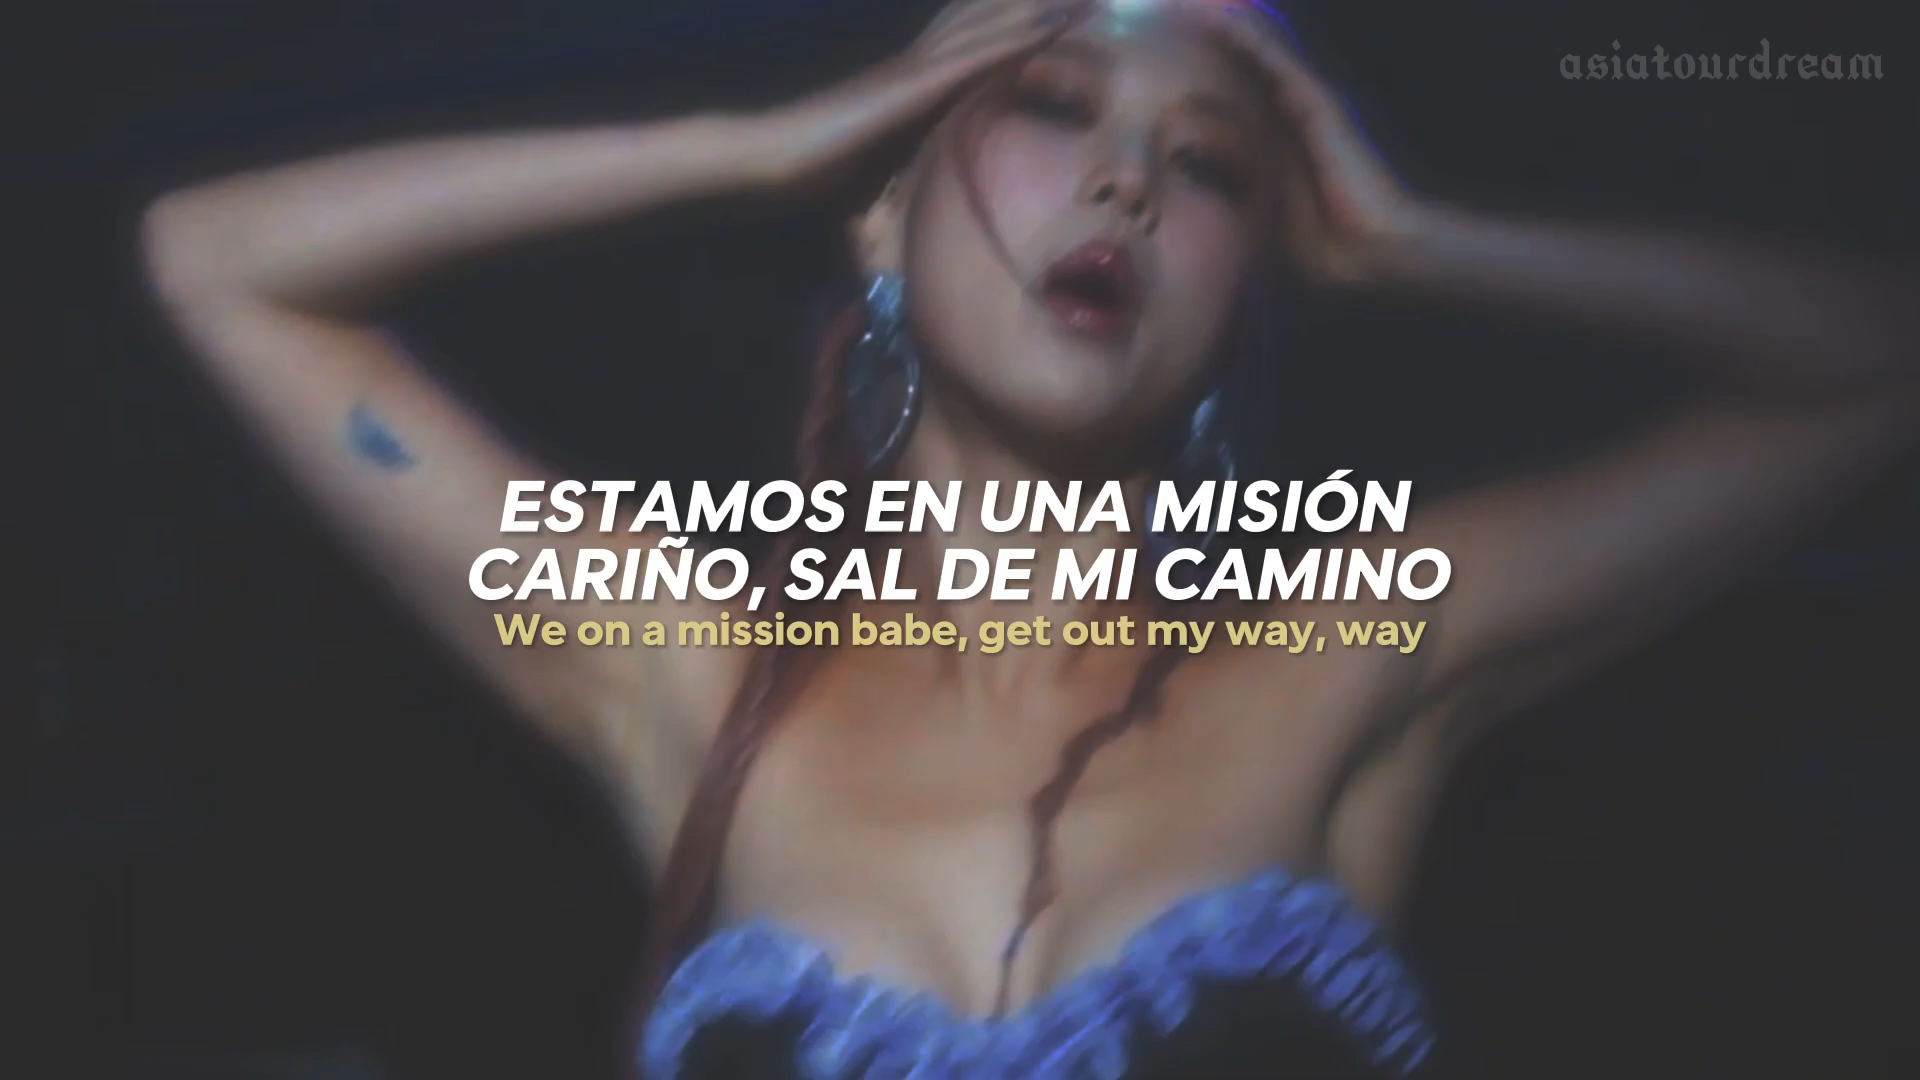 asiatourdream
ESTAMOS EN UNA MISIÓN
CARIÑO, SAL DE MI CAMINO
We on a mission babe, get out my way, way